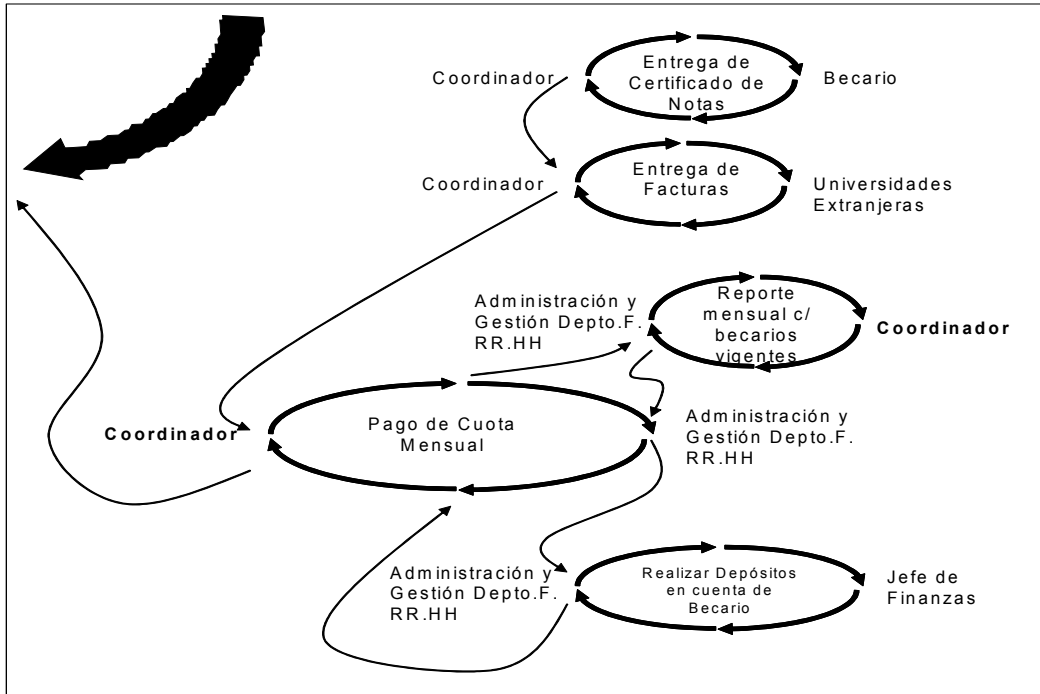 Coordinador
Entrega de
Certificado de
Notas
Becario
Coordinador
Entrega de
Facturas
Universidades
Extranjeras
Administración y
Gestión Depto.F.
RR.HH
Reporte
mensual c/
becarios
vigentes
Coordinador
Coordinador
Pago de Cuota
Mensual
Administración y
Gestión Depto.F.
RR.HH
Administración y
Gestión Depto.F.
RR.HH
Realizar Depósitos
en cuenta de
Becario
Jefe de
Finanzas